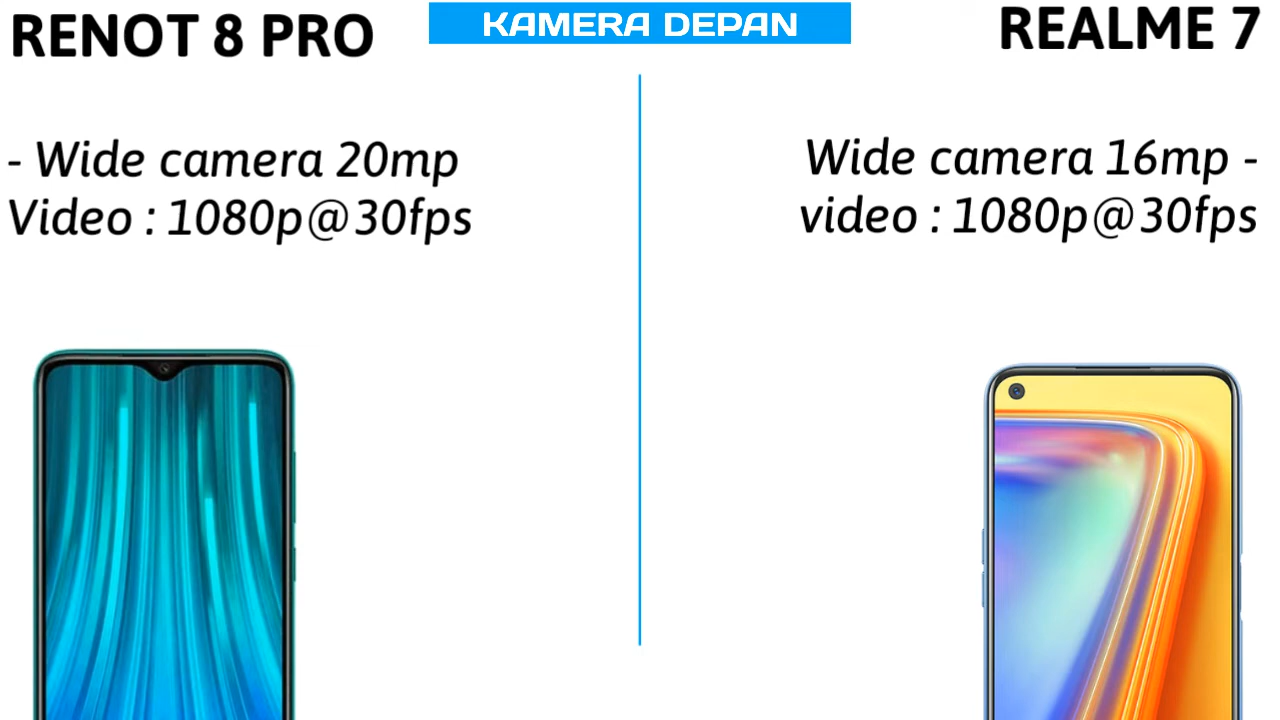 RENOT 8 PRO
KAMERA DEPAN
REALME 7
- Wide camera 20mp
Video : 1080p@30fps
Wide camera 16mp -
video : 1080p@30fps